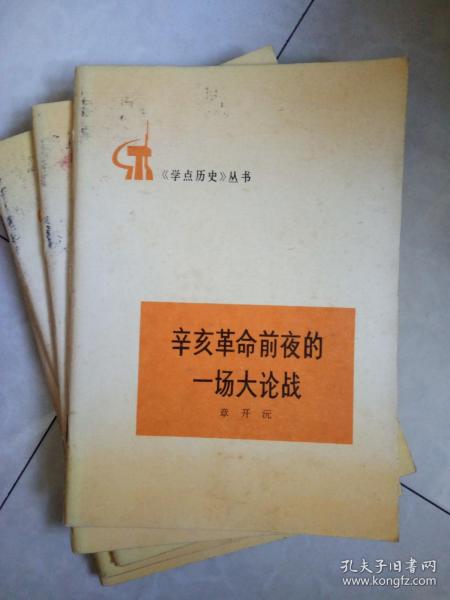 《学点历史》丛书
辛亥革命前夜的
一场大论战
章开沅
孔夫子旧书网
www.kongfz.com